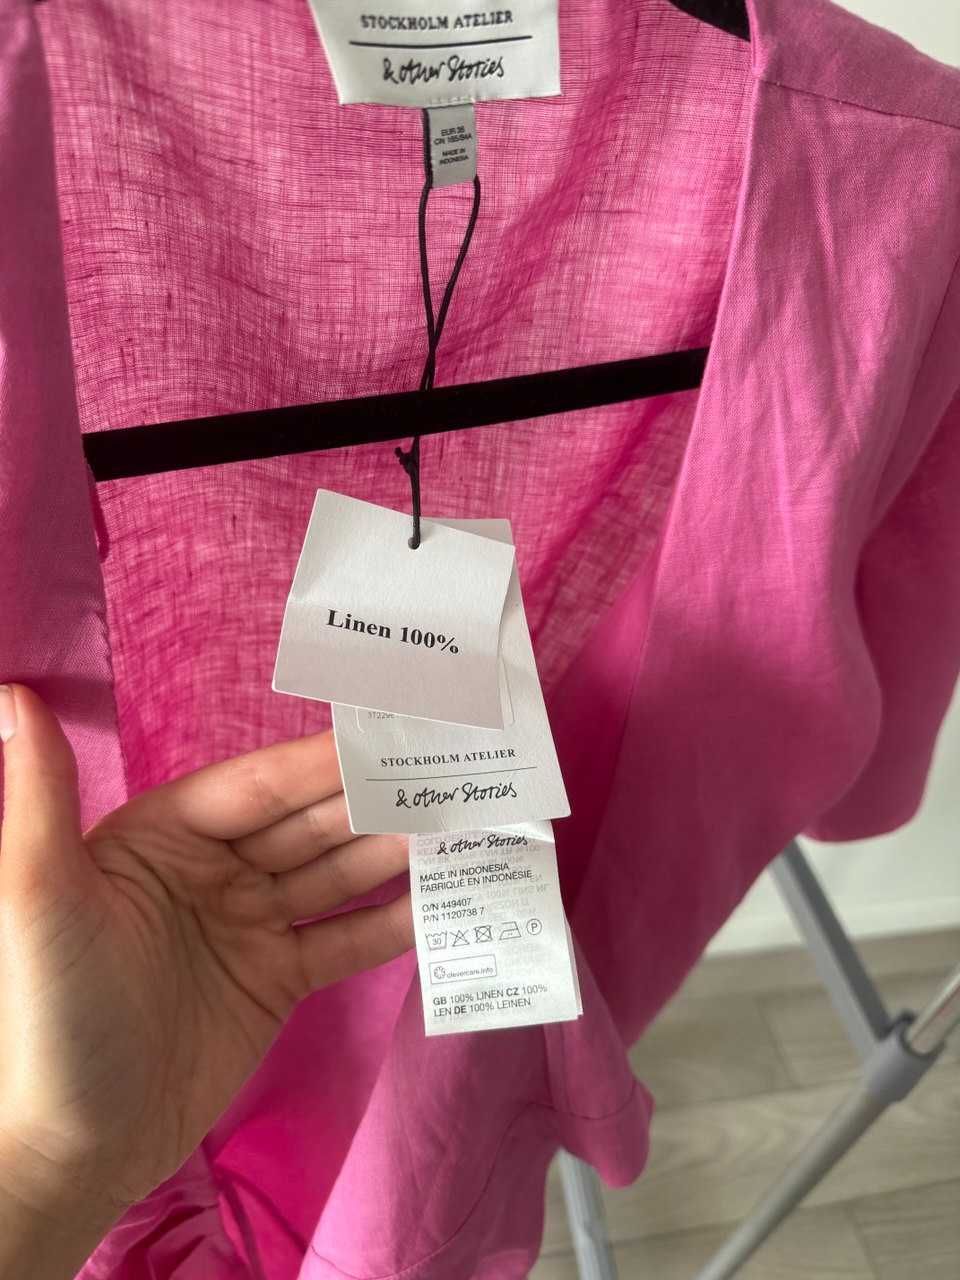 STOCKHOLM ATELIER
& other Stories
EUR 36
MADE IN
INDONESIA
Linen 100%
STOCKHOLM ATELIER
& other Stories
& other Stories
MADE IN INDONESIA
FABRIQUÉ EN INDONÉSIE
O/N 449407
P/N 1120738 7
30
P
clevercare.info
GB 100% LINEN CZ 100%
LEN DE 100% LEINEN